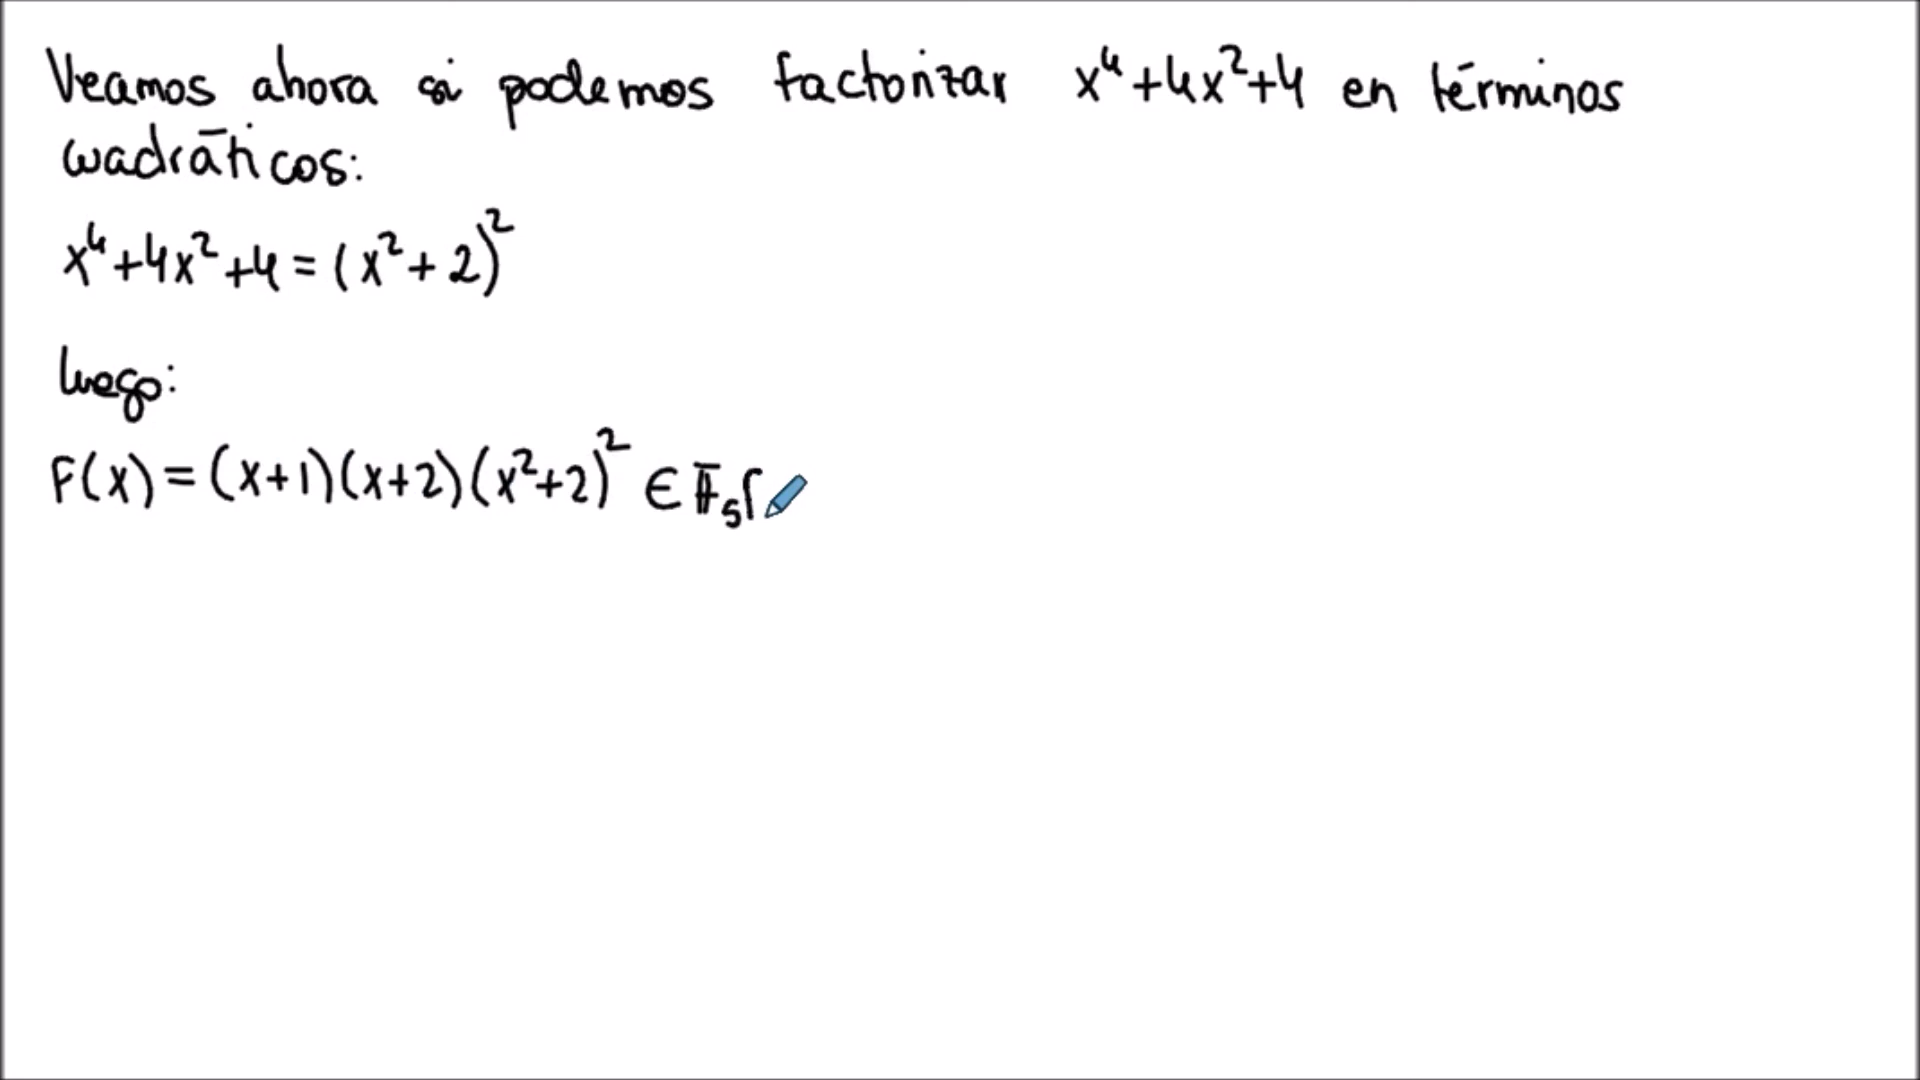 Veamos ahora si podemos factorizar x⁴+4x²+4 en términos
cuadráticos:
x⁴+4x²+4=(x²+2)²
luego:
F(x)=(x+1)(x+2)(x²+2)² ∈ 𝔽₅[